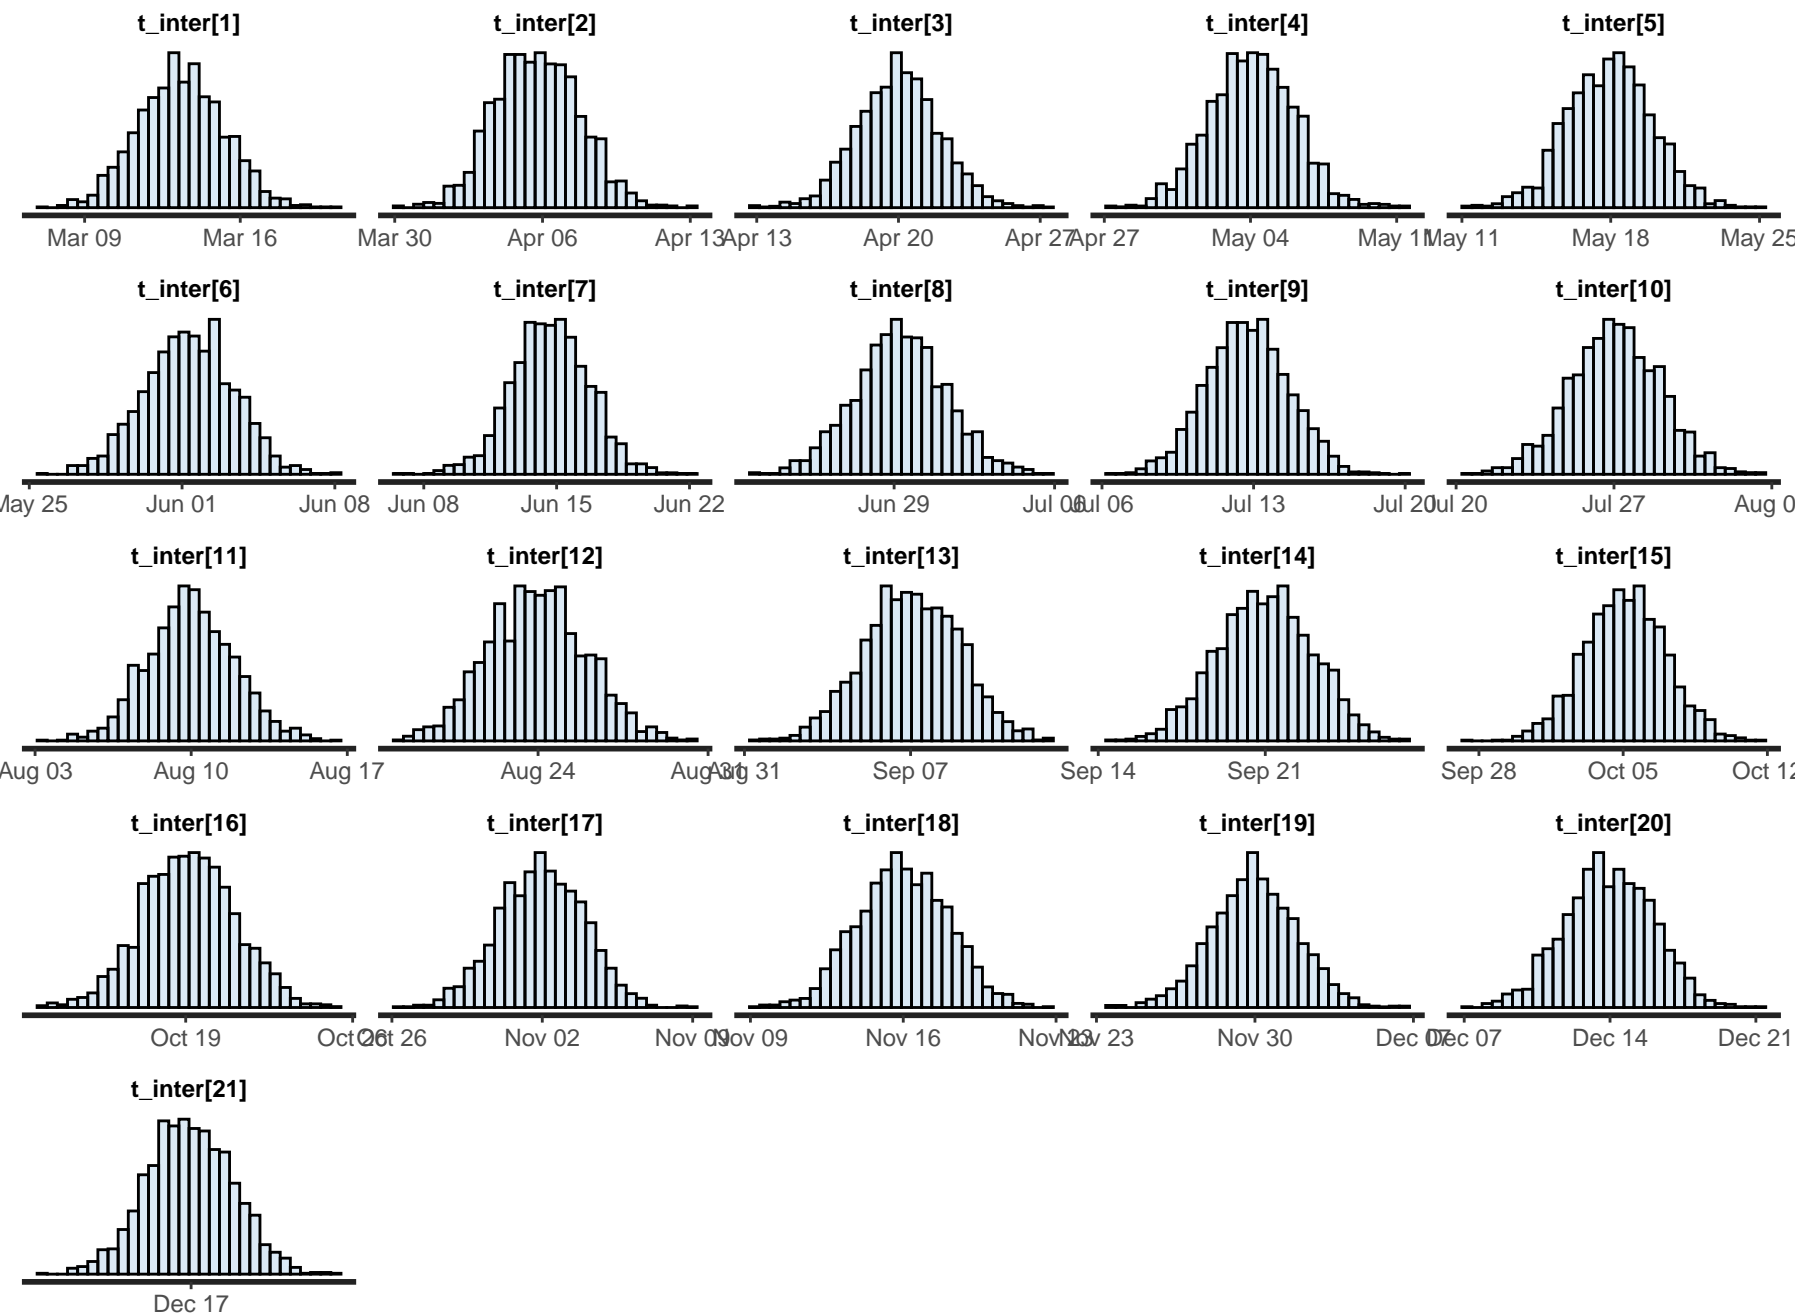 t_inter[1] t_inter[2] t_inter[3] t_inter[4] t_inter[5]
Mar 09 Mar 16 Mar 30 Apr 06 Apr 13 Apr 13 Apr 20 Apr 27 Apr 27 May 04 May 11 May 11 May 18 May 25
t_inter[6] t_inter[7] t_inter[8] t_inter[9] t_inter[10]
May 25 Jun 01 Jun 08 Jun 08 Jun 15 Jun 22 Jun 29 Jul 06 Jul 06 Jul 13 Jul 20 Jul 20 Jul 27 Aug 0
t_inter[11] t_inter[12] t_inter[13] t_inter[14] t_inter[15]
Aug 03 Aug 10 Aug 17 Aug 24 Aug 31 Aug 31 Sep 07 Sep 14 Sep 21 Sep 28 Oct 05 Oct 12
t_inter[16] t_inter[17] t_inter[18] t_inter[19] t_inter[20]
Oct 19 Oct 26 Oct 26 Nov 02 Nov 09 Nov 09 Nov 16 Nov 23 Nov 23 Nov 30 Dec 07 Dec 07 Dec 14 Dec 21
t_inter[21]
Dec 17